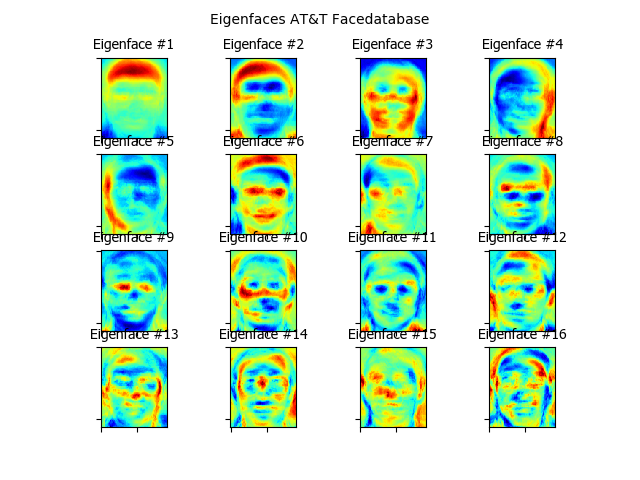 Eigenfaces AT&T Facedatabase
Eigenface #1 Eigenface #2 Eigenface #3 Eigenface #4
Eigenface #5 Eigenface #6 Eigenface #7 Eigenface #8
Eigenface #9 Eigenface #10 Eigenface #11 Eigenface #12
Eigenface #13 Eigenface #14 Eigenface #15 Eigenface #16